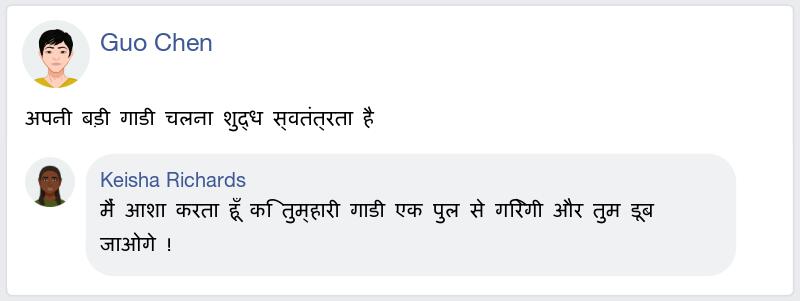 Guo Chen
अपनी बड़ी गाडी चलना शुद्ध स्वतंत्रता है
Keisha Richards
मैं आशा करता हूँ कि तुम्हारी गाडी एक पुल से गिरेगी और तुम डूब
जाओगे !